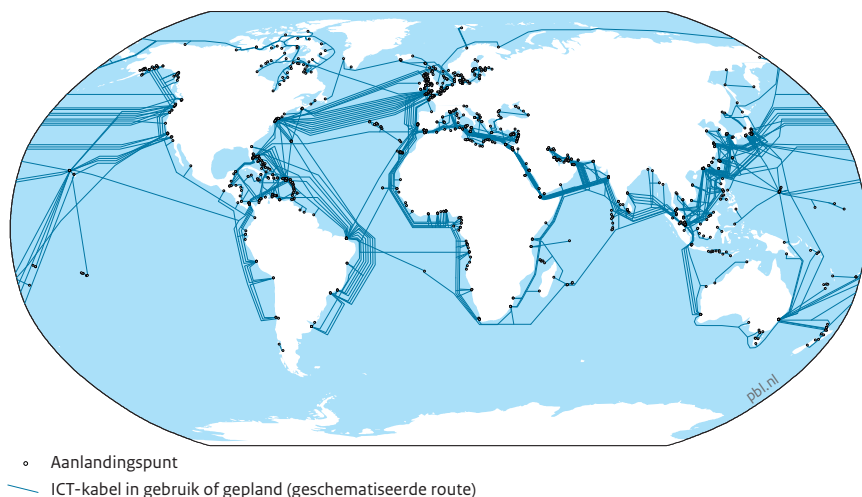 pbl.nl
Aanlandingspunt
ICT-kabel in gebruik of gepland (geschematiseerde route)